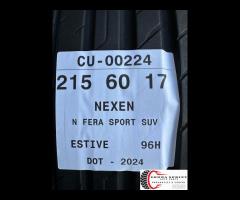 CU-00224
215 60 17
NEXEN
N FERA SPORT SUV
ESTIVE 96H
DOT - 2024